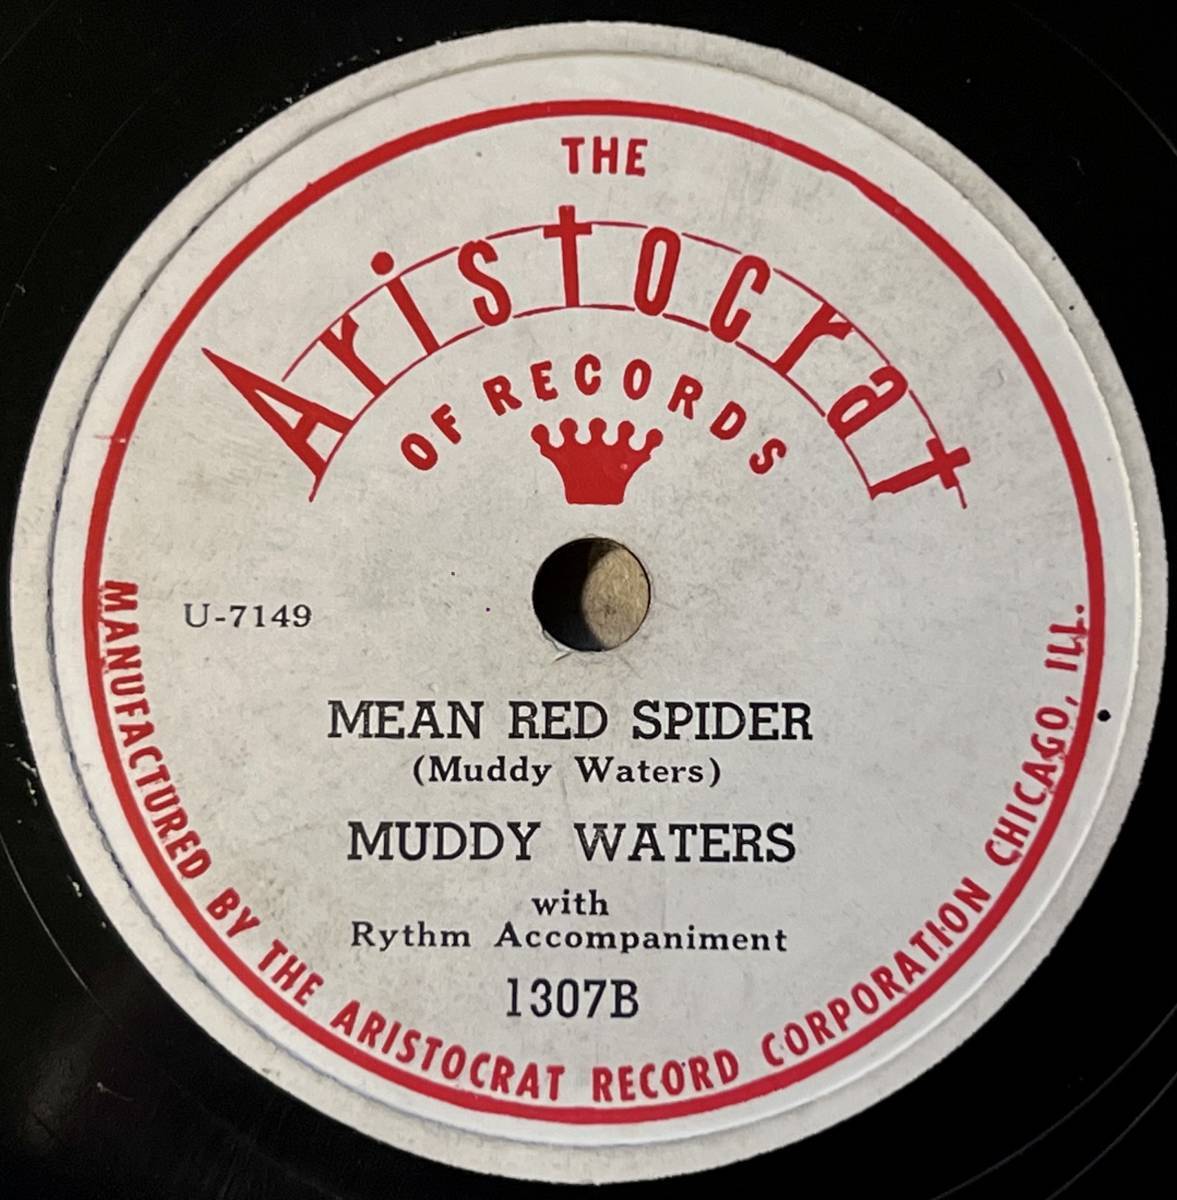 THE
Aristocrat
OF RECORDS
U-7149
MEAN RED SPIDER
(Muddy Waters)
MUDDY WATERS
with
Rythm Accompaniment
1307B
MANUFACTURED BY THE ARISTOCRAT RECORD CORPORATION CHICAGO, ILL.